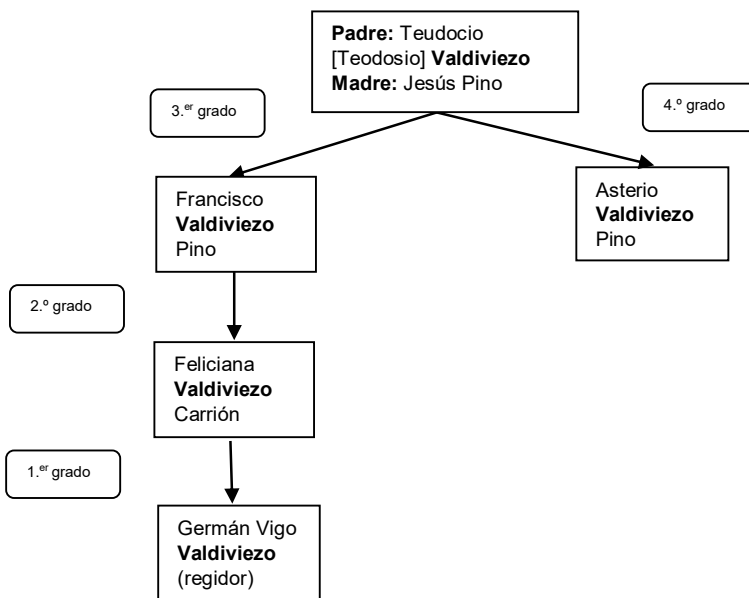 Padre: Teudocio
[Teodosio] Valdiviezo
Madre: Jesús Pino
3.er grado
4.º grado
Francisco
Valdiviezo
Pino
Asterio
Valdiviezo
Pino
2.º grado
Feliciana
Valdiviezo
Carrión
1.er grado
Germán Vigo
Valdiviezo
(regidor)